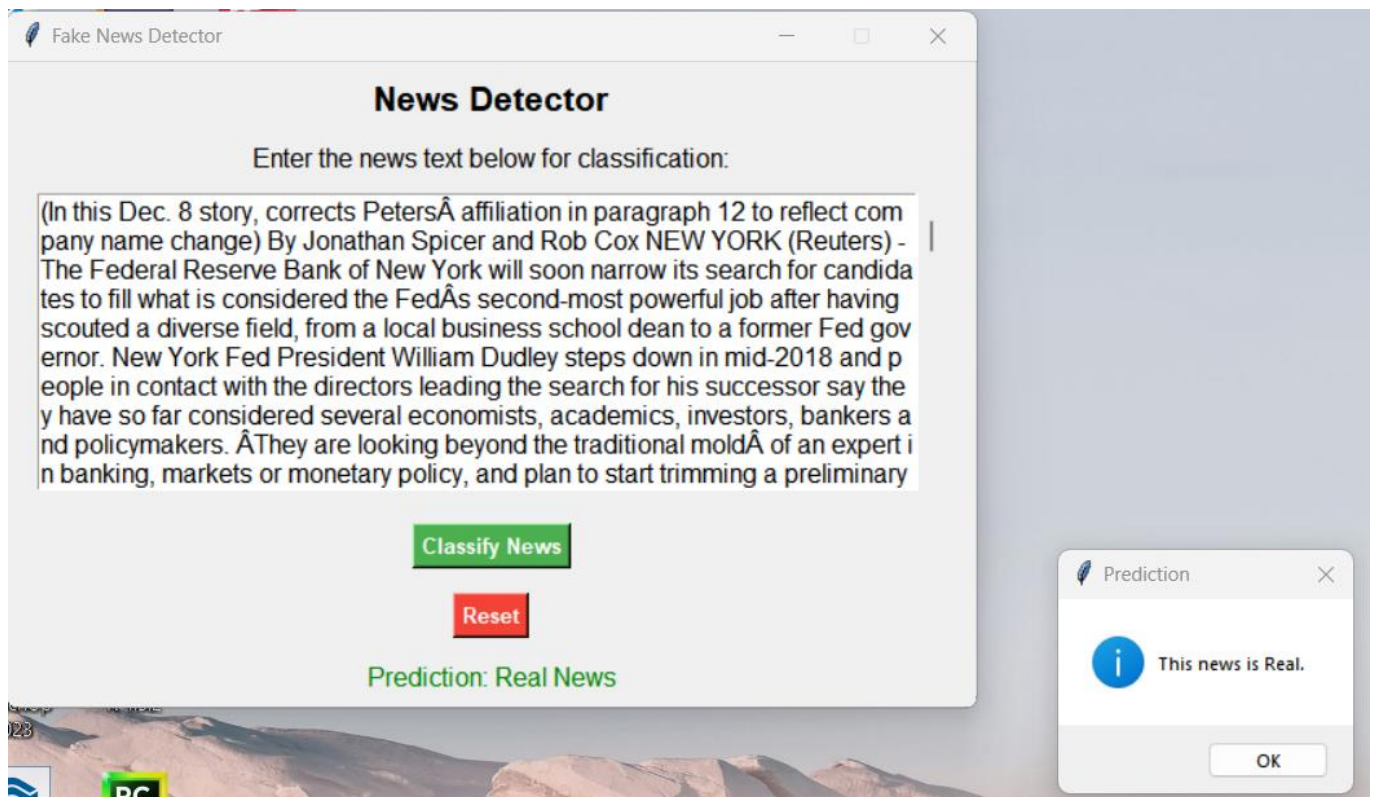 Fake News Detector
News Detector
Enter the news text below for classification:
(In this Dec. 8 story, corrects PetersÂ affiliation in paragraph 12 to reflect com
pany name change) By Jonathan Spicer and Rob Cox NEW YORK (Reuters) -
The Federal Reserve Bank of New York will soon narrow its search for candida
tes to fill what is considered the FedÂs second-most powerful job after having
scouted a diverse field, from a local business school dean to a former Fed gov
ernor. New York Fed President William Dudley steps down in mid-2018 and p
eople in contact with the directors leading the search for his successor say the
y have so far considered several economists, academics, investors, bankers a
nd policymakers. ÂThey are looking beyond the traditional moldÂ of an expert i
n banking, markets or monetary policy, and plan to start trimming a preliminary
Classify News
Reset
Prediction: Real News
Prediction
This news is Real.
OK
PC